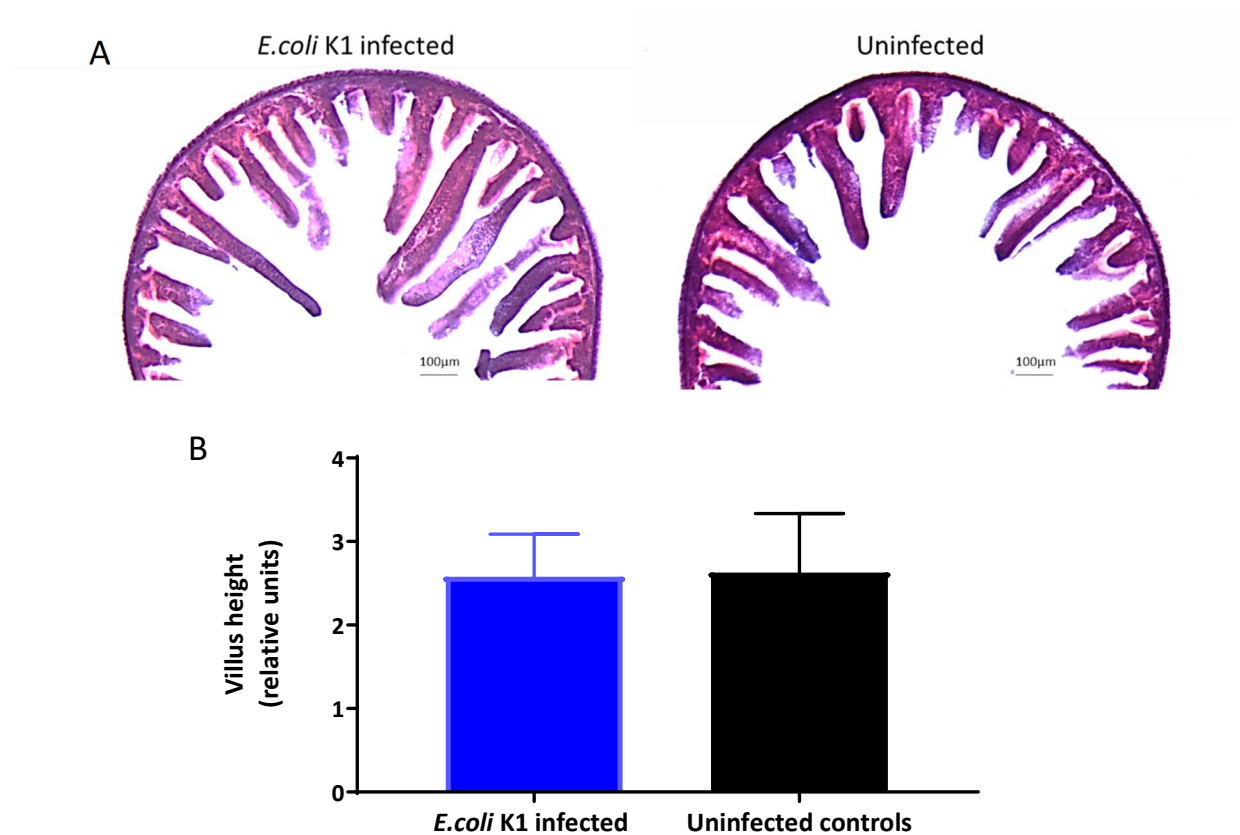 A
E.coli K1 infected
Uninfected
100µm
100µm
B
Villus height
(relative units)
4
3
2
1
0
E.coli K1 infected
Uninfected controls